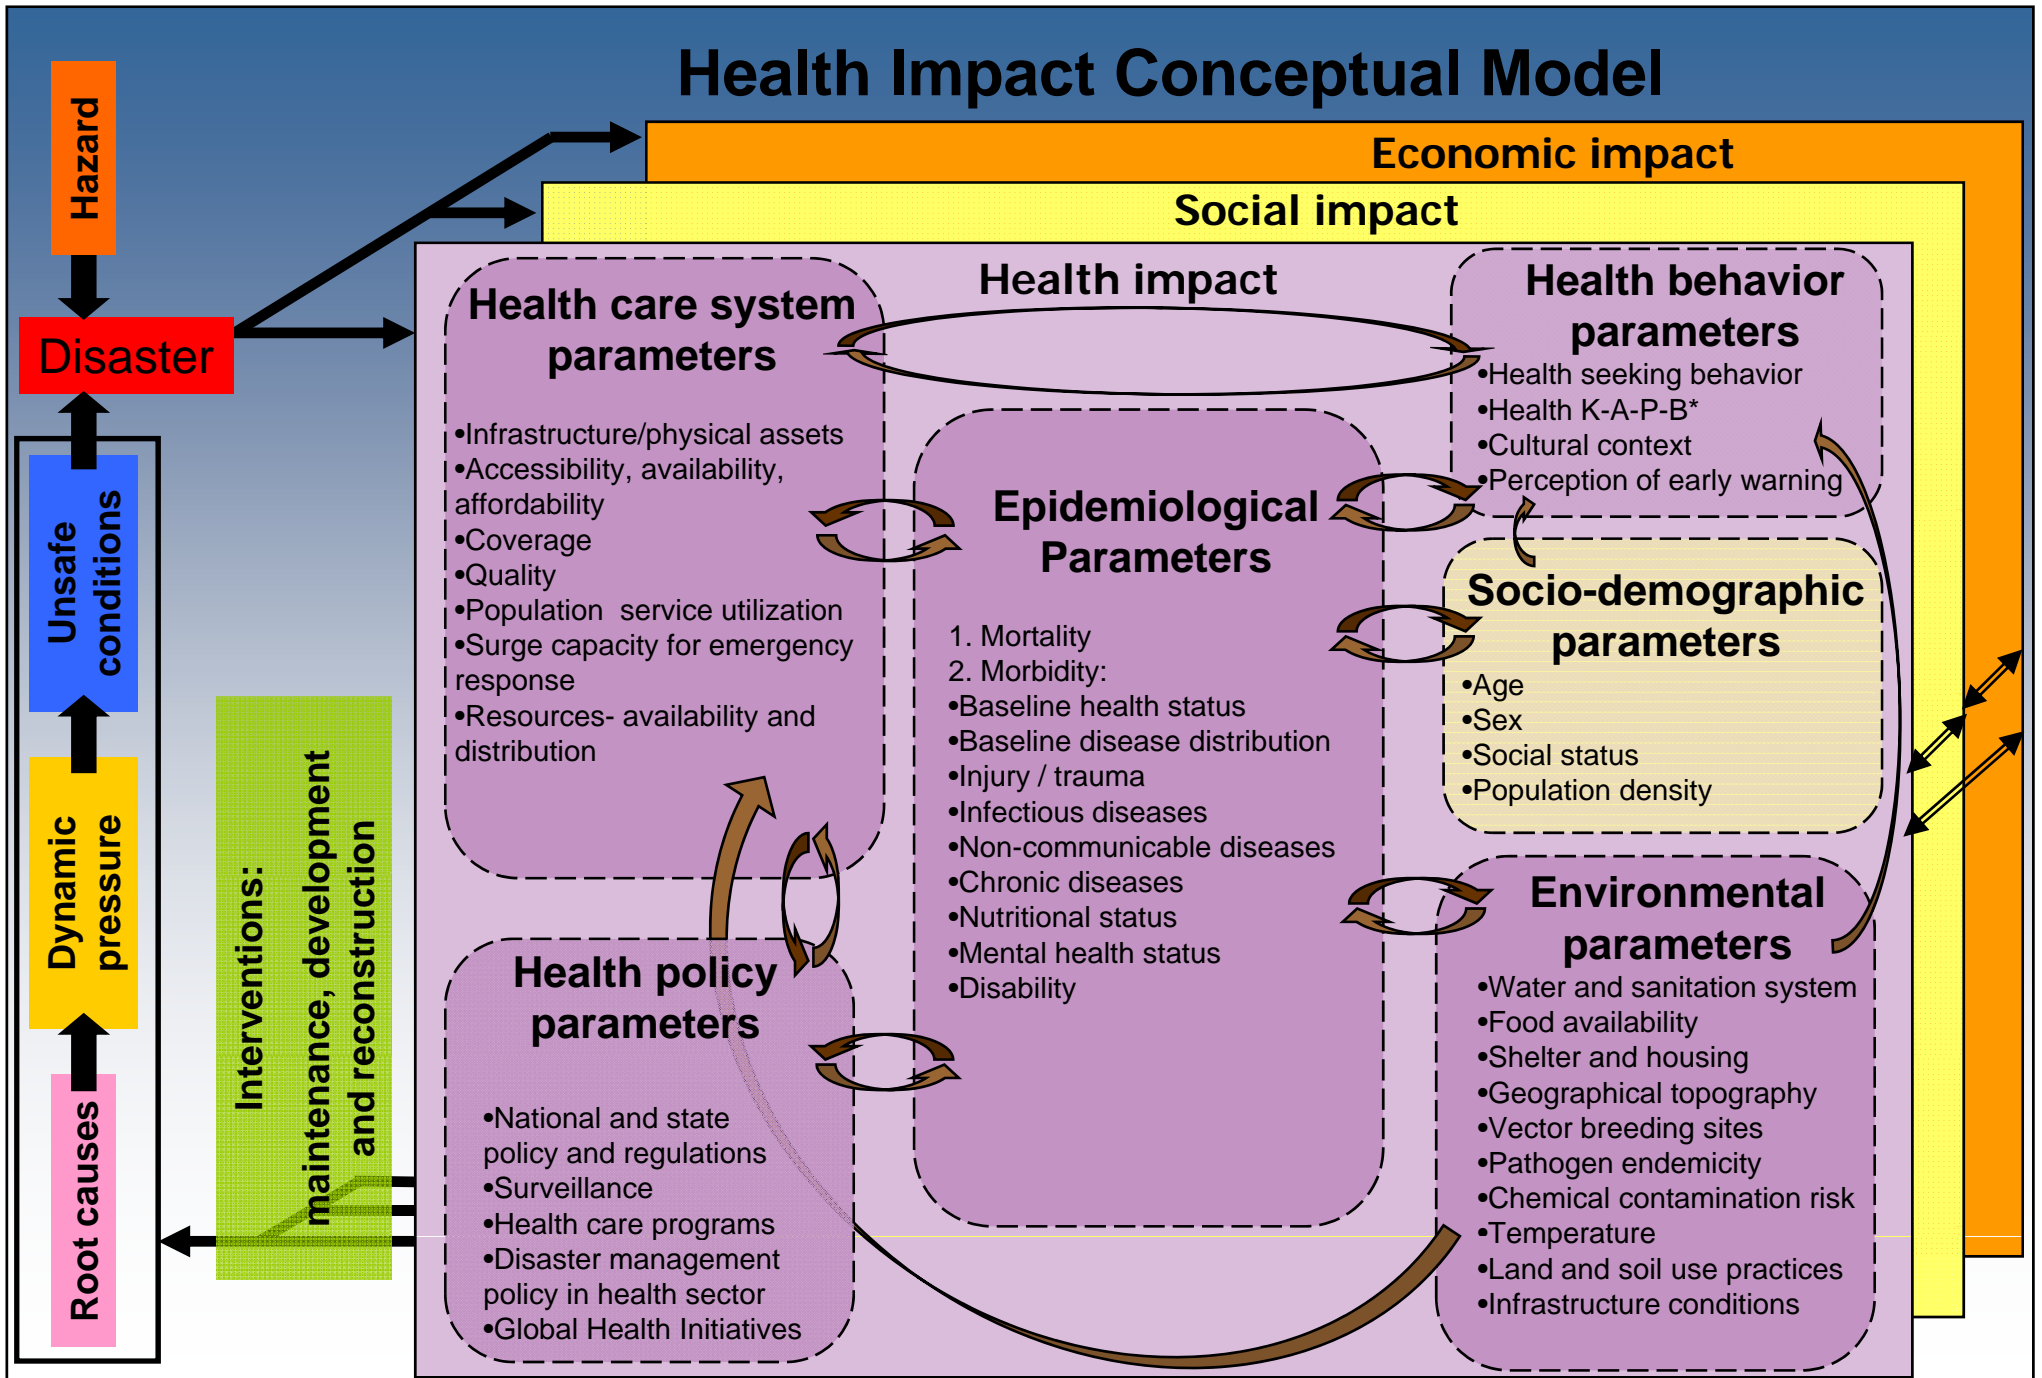 Health Impact Conceptual Model
Hazard
Disaster
Unsafe
conditions
Dynamic
pressure
Root causes
Interventions:
maintenance, development
and reconstruction
Economic impact
Social impact
Health impact
Health care system
parameters
•Infrastructure/physical assets
•Accessibility, availability,
affordability
•Coverage
•Quality
•Population service utilization
•Surge capacity for emergency
response
•Resources- availability and
distribution
Health policy
parameters
•National and state
policy and regulations
•Surveillance
•Health care programs
•Disaster management
policy in health sector
•Global Health Initiatives
Epidemiological
Parameters
1. Mortality
2. Morbidity:
•Baseline health status
•Baseline disease distribution
•Injury / trauma
•Infectious diseases
•Non-communicable diseases
•Chronic diseases
•Nutritional status
•Mental health status
•Disability
Health behavior
parameters
•Health seeking behavior
•Health K-A-P-B*
•Cultural context
•Perception of early warning
Socio-demographic
parameters
•Age
•Sex
•Social status
•Population density
Environmental
parameters
•Water and sanitation system
•Food availability
•Shelter and housing
•Geographical topography
•Vector breeding sites
•Pathogen endemicity
•Chemical contamination risk
•Temperature
•Land and soil use practices
•Infrastructure conditions